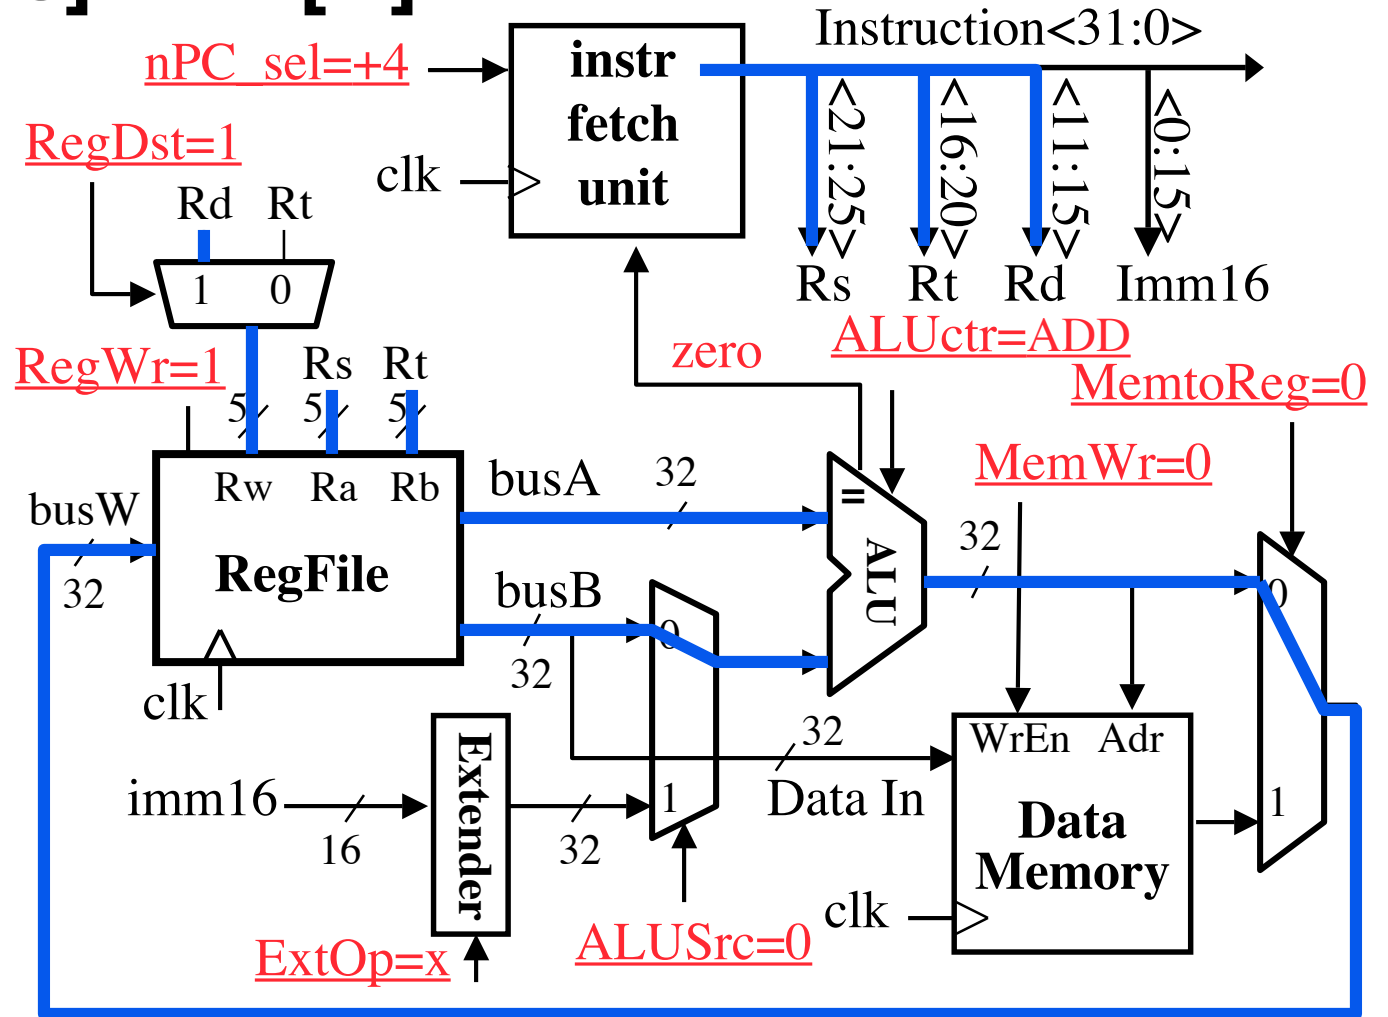 Instruction<31:0>
nPC_sel=+4
instr
fetch
unit
<21:25>
<16:20>
<11:15>
<0:15>
RegDst=1
clk
Rd Rt
1 0
Rs Rt Rd Imm16
ALUctr=ADD
zero
RegWr=1
Rs Rt
MemtoReg=0
5 5 5
MemWr=0
Rw Ra Rb
busA
32
=
busW
32
RegFile
32
ALU
busB
0
0
32
clk
32
Extender
WrEn Adr
imm16
16
32
1
Data In
Data
Memory
1
clk
ExtOp=x
ALUSrc=0